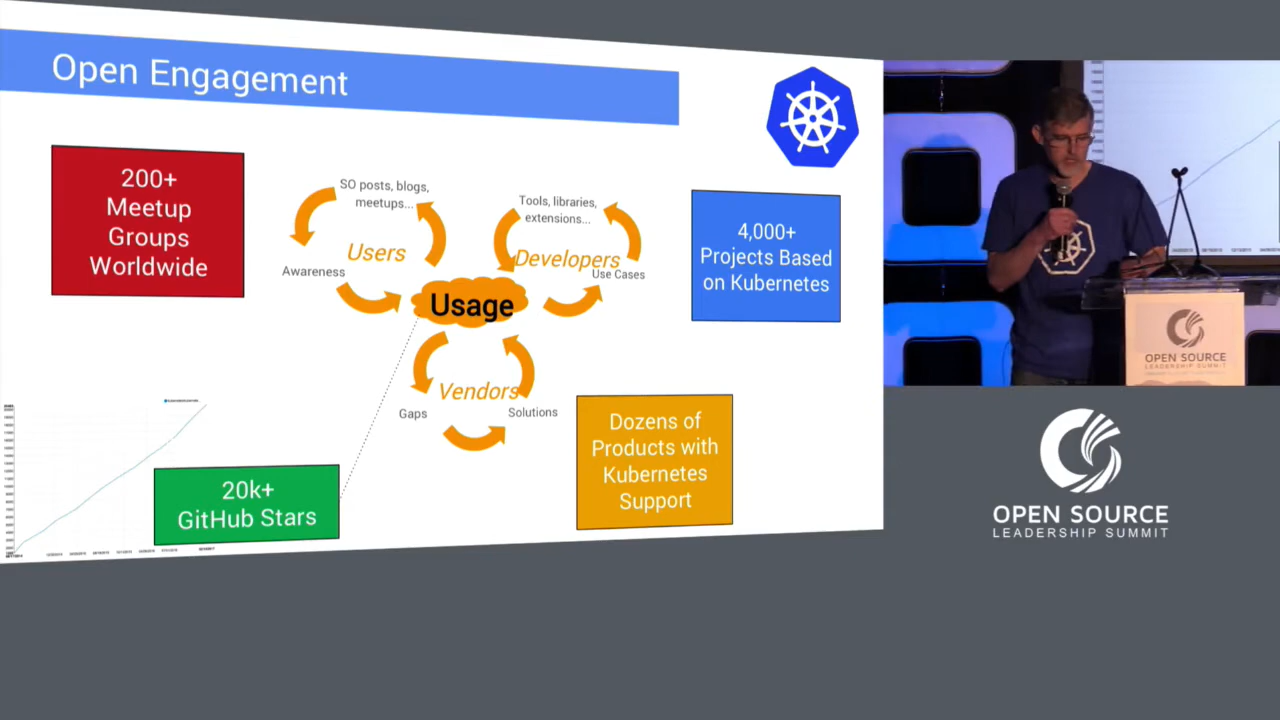 Open Engagement
200+
Meetup
Groups
Worldwide
SO posts, blogs,
meetups...
Users
Awareness
Tools, libraries,
extensions...
Developers
Use Cases
Usage
4,000+
Projects Based
on Kubernetes
Vendors
Gaps
Solutions
Dozens of
Products with
Kubernetes
Support
20k+
GitHub Stars
OPEN SOURCE
LEADERSHIP SUMMIT
OPEN SOURCE
LEADERSHIP SUMMIT